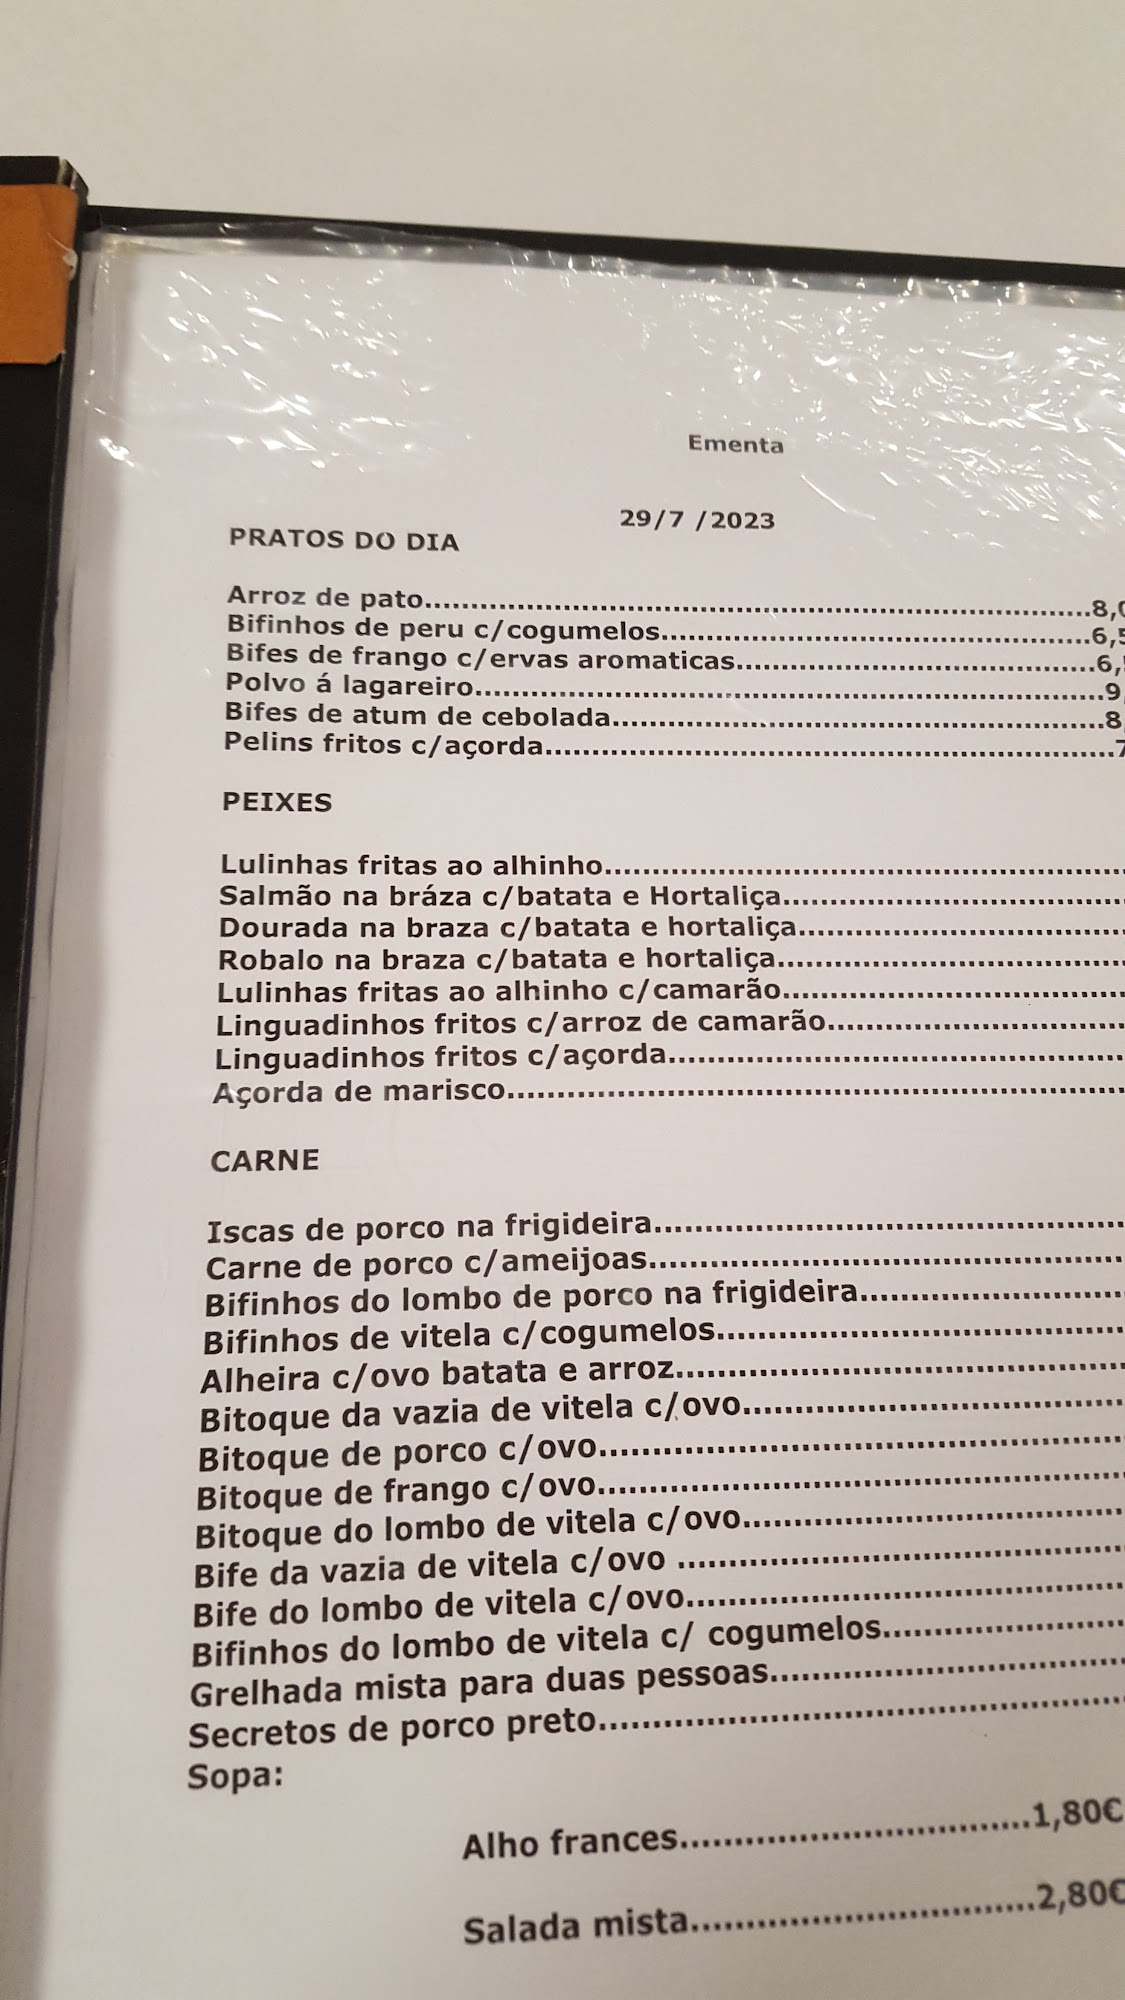 Ementa
29/7 /2023
PRATOS DO DIA
Arroz de pato.......................................................................8,0
Bifinhos de peru c/cogumelos..............................................6,5
Bifes de frango c/ervas aromaticas.......................................6,
Polvo á lagareiro...................................................................9,
Bifes de atum de cebolada....................................................8,
Pelins fritos c/açorda............................................................7
PEIXES
Lulinhas fritas ao alhinho......................................................
Salmão na bráza c/batata e Hortaliça...................................
Dourada na braza c/batata e hortaliça..................................
Robalo na braza c/batata e hortaliça....................................
Lulinhas fritas ao alhinho c/camarão....................................
Linguadinhos fritos c/arroz de camarão................................
Linguadinhos fritos c/açorda................................................
Açorda de marisco...............................................................
CARNE
Iscas de porco na frigideira..................................................
Carne de porco c/ameijoas..................................................
Bifinhos do lombo de porco na frigideira............................
Bifinhos de vitela c/cogumelos............................................
Alheira c/ovo batata e arroz................................................
Bitoque da vazia de vitela c/ovo..........................................
Bitoque de porco c/ovo.......................................................
Bitoque de frango c/ovo......................................................
Bitoque do lombo de vitela c/ovo........................................
Bife da vazia de vitela c/ovo ...............................................
Bife do lombo de vitela c/ovo..............................................
Bifinhos do lombo de vitela c/ cogumelos...........................
Grelhada mista para duas pessoas.......................................
Secretos de porco preto.......................................................
Sopa:
Alho frances...................................1,80€
Salada mista..................................2,80€